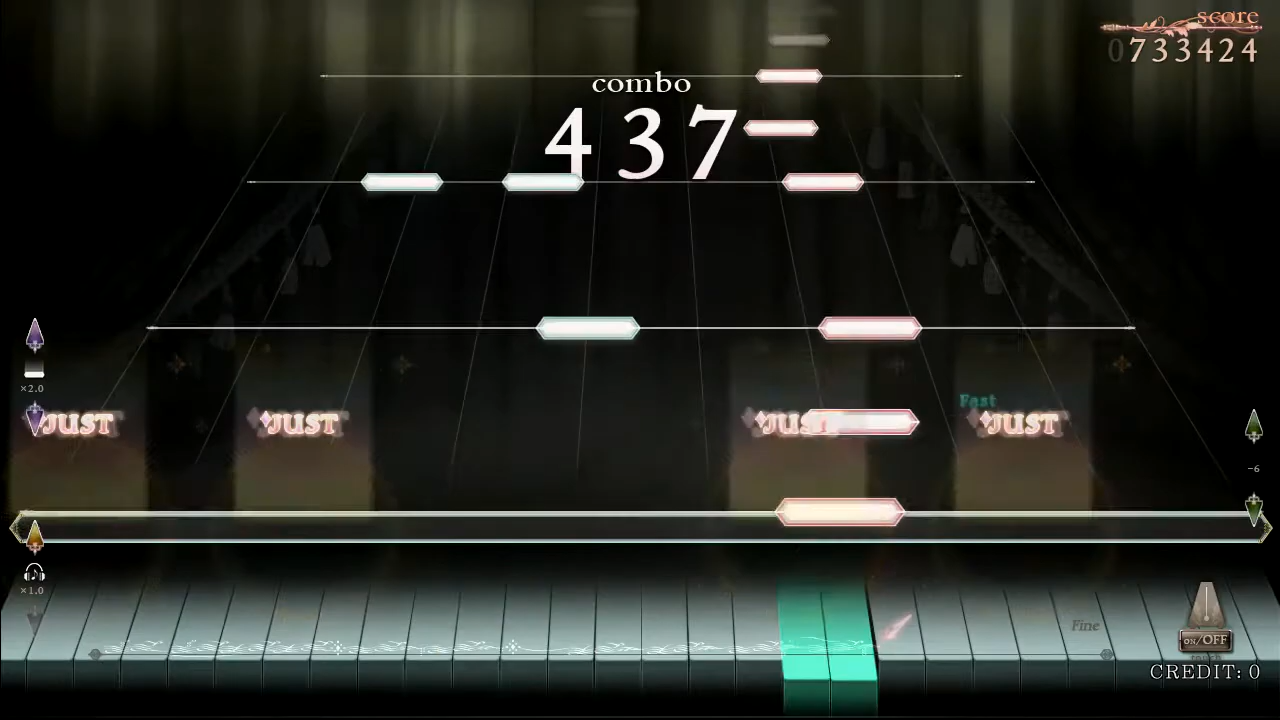 score
0733424
combo
437
×2.0
JUST
JUST
JUST
Fast
JUST
-6
×1.0
Fine
ON/OFF
touch
CREDIT: 0